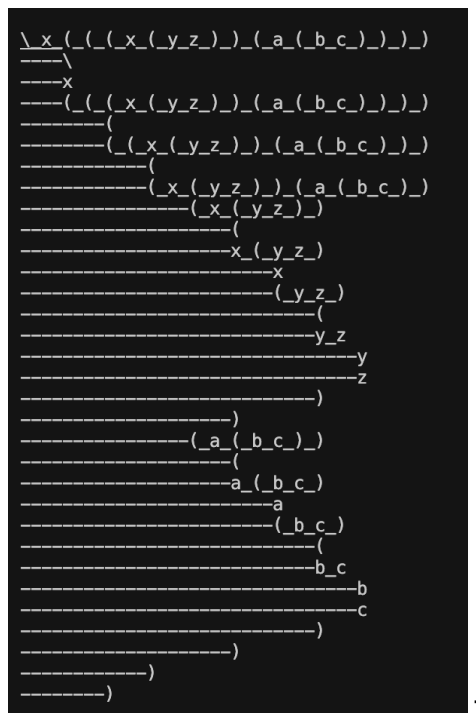 \_x_(_(_(_x_(_y_z_)_)_(_a_(_b_c_)_)_)_)
----\
----x
----(_(_(_x_(_y_z_)_)_(_a_(_b_c_)_)_)_)
--------(
--------(_(_x_(_y_z_)_)_(_a_(_b_c_)_)_)
------------(
------------(_x_(_y_z_)_)_(_a_(_b_c_)_)
----------------(_x_(_y_z_)_)
--------------------(
--------------------x_(_y_z_)
------------------------x
------------------------(_y_z_)
----------------------------(
----------------------------y_z
--------------------------------y
--------------------------------z
----------------------------)
--------------------)
----------------(_a_(_b_c_)_)
--------------------(
--------------------a_(_b_c_)
------------------------a
------------------------(_b_c_)
----------------------------(
----------------------------b_c
--------------------------------b
--------------------------------c
----------------------------)
--------------------)
------------)
--------)